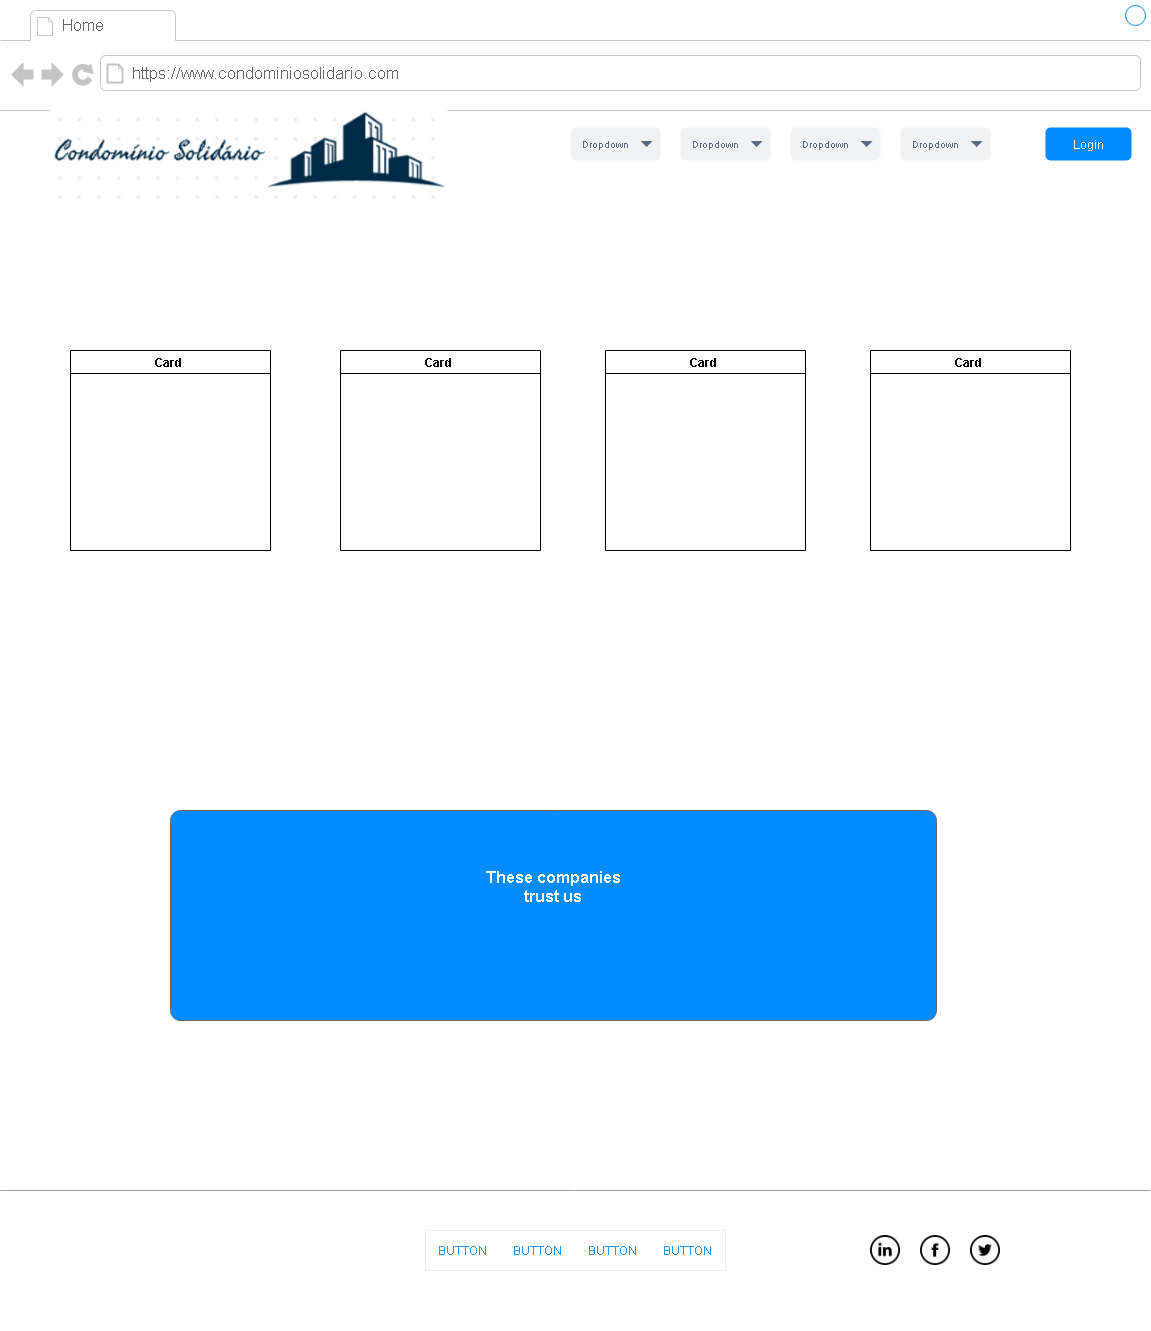 Home
https://www.condominiosolidario.com
Condomínio Solidário
Dropdown
Dropdown
Dropdown
Dropdown
Login
Card
Card
Card
Card
These companies
trust us
BUTTON
BUTTON
BUTTON
BUTTON
in
f